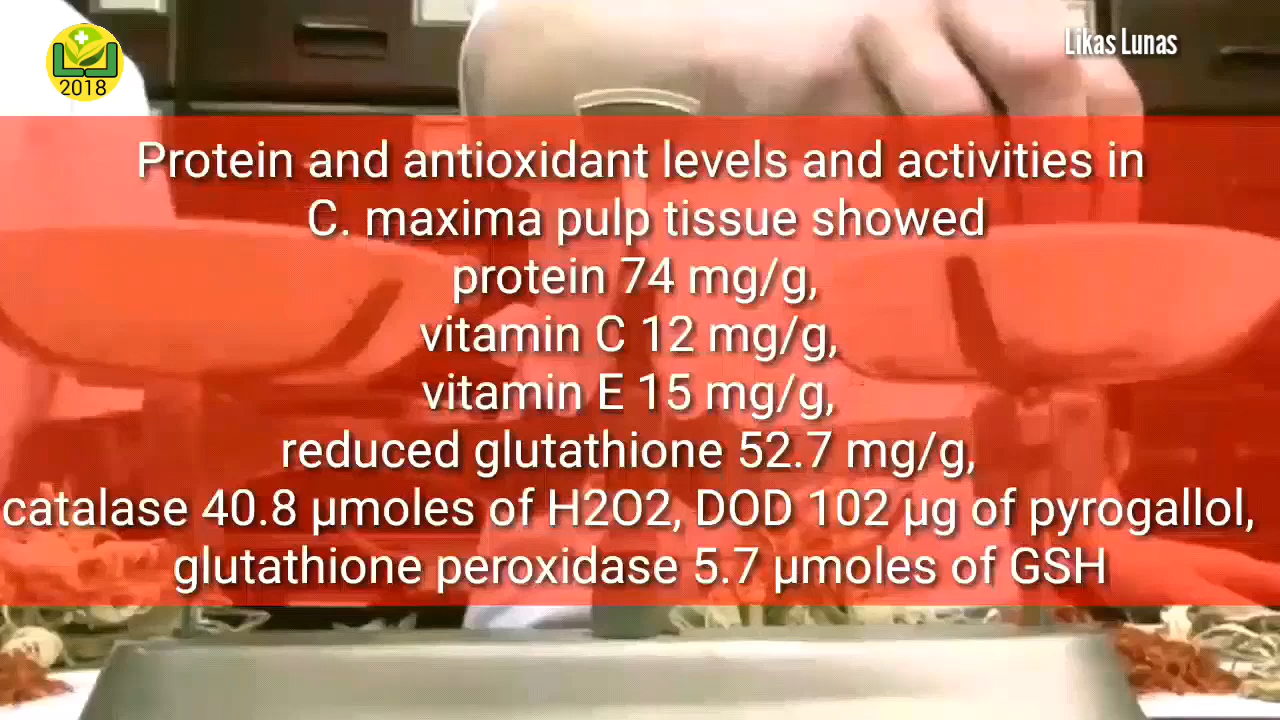 2018
Likas Lunas
Protein and antioxidant levels and activities in
C. maxima pulp tissue showed
protein 74 mg/g,
vitamin C 12 mg/g,
vitamin E 15 mg/g,
reduced glutathione 52.7 mg/g,
catalase 40.8 µmoles of H2O2, DOD 102 µg of pyrogallol,
glutathione peroxidase 5.7 µmoles of GSH